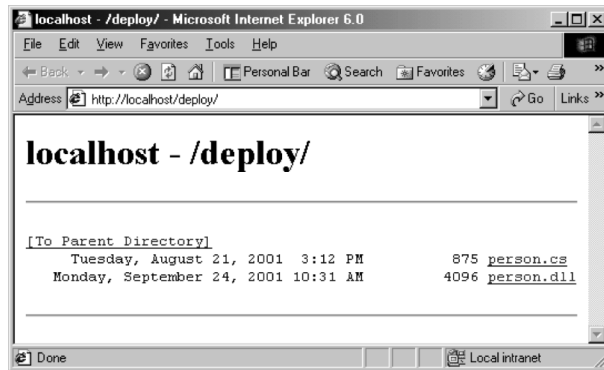 localhost - /deploy/ - Microsoft Internet Explorer 6.0
File Edit View Favorites Tools Help
Back Personal Bar Search Favorites »
Address http://localhost/deploy/ Go Links »
localhost - /deploy/
[To Parent Directory]
Tuesday, August 21, 2001 3:12 PM 875 person.cs
Monday, September 24, 2001 10:31 AM 4096 person.dll
Done Local intranet